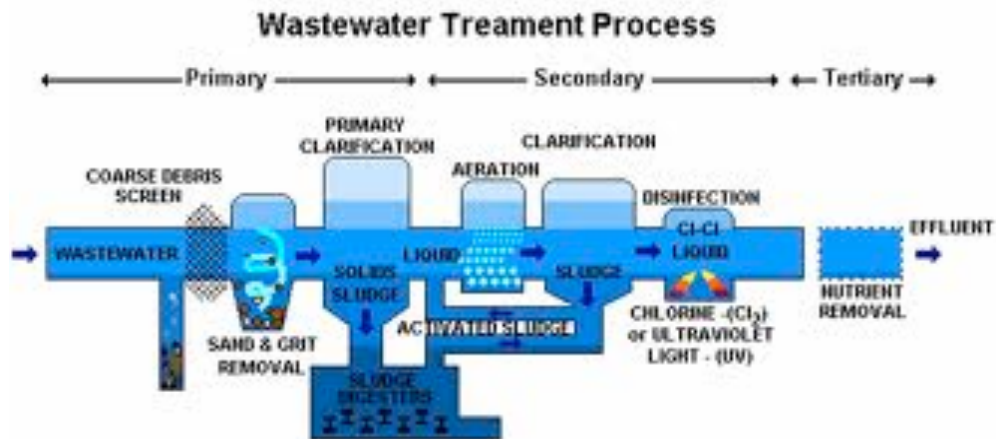 Wastewater Treament Process
Primary
Secondary
Tertiary
COARSE DEBRIS
SCREEN
PRIMARY
CLARIFICATION
AERATION
CLARIFICATION
DISINFECTION
WASTEWATER
SAND & GRIT
REMOVAL
SOLIDS
SLUDGE
LIQUID
ACTIVATED SLUDGE
SLUDGE
DIGESTERS
SLUDGE
Cl-Cl
LIQUID
CHLORINE -(Cl2)
or ULTRAVIOLET
LIGHT - (UV)
EFFLUENT
NUTRIENT
REMOVAL